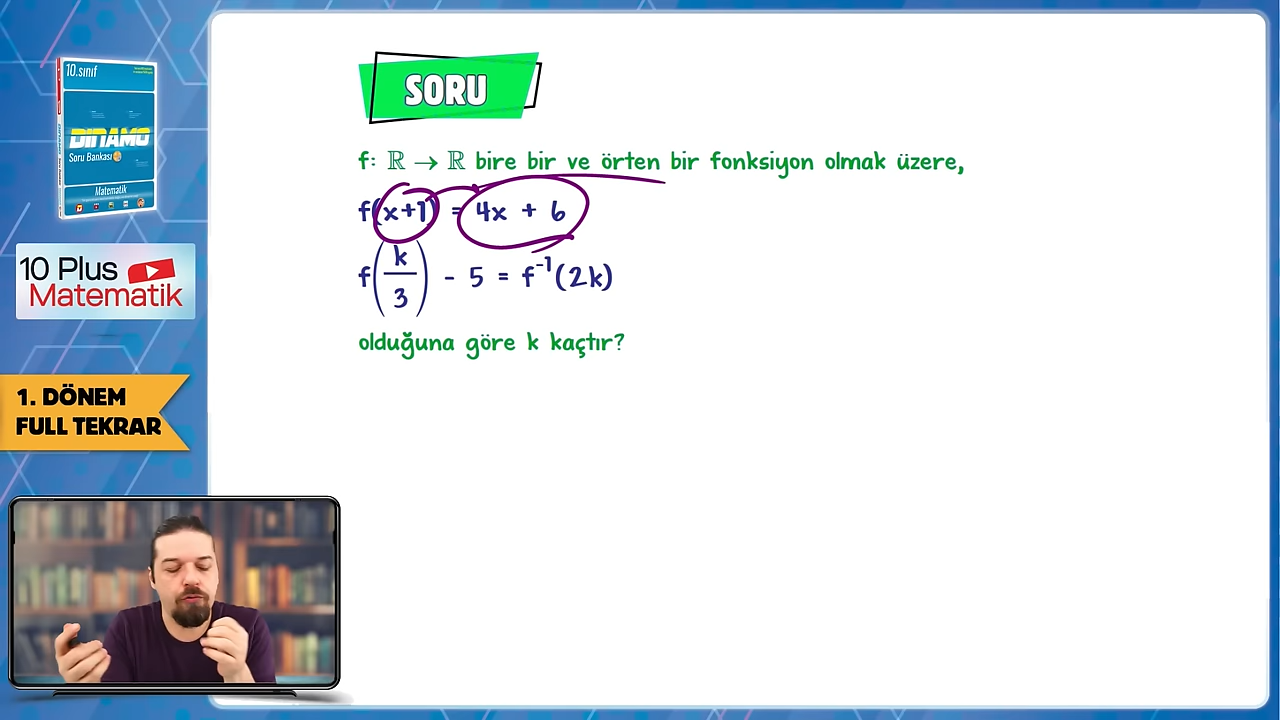 SORU
f: ℝ → ℝ bire bir ve örten bir fonksiyon olmak üzere,
f(x+1) = 4x + 6
f(k/3) - 5 = f⁻¹(2k)
olduğuna göre k kaçtır?
10.sınıf
DİNAMO
Soru Bankası
Matematik
10 Plus
Matematik
1. DÖNEM
FULL TEKRAR